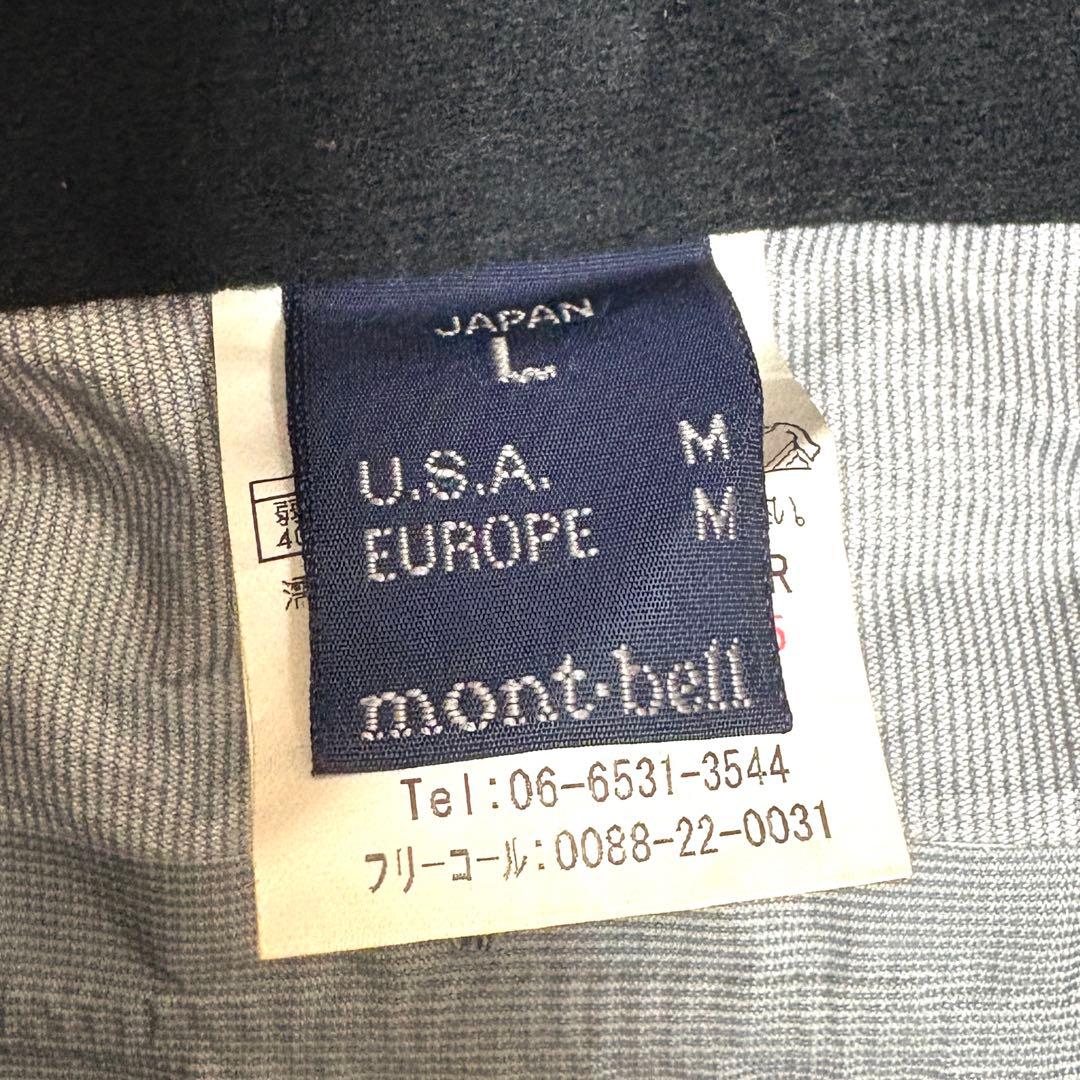 JAPAN
L
U.S.A. M
EUROPE M
mont·bell
Tel:06-6531-3544
フリーコール:0088-22-0031